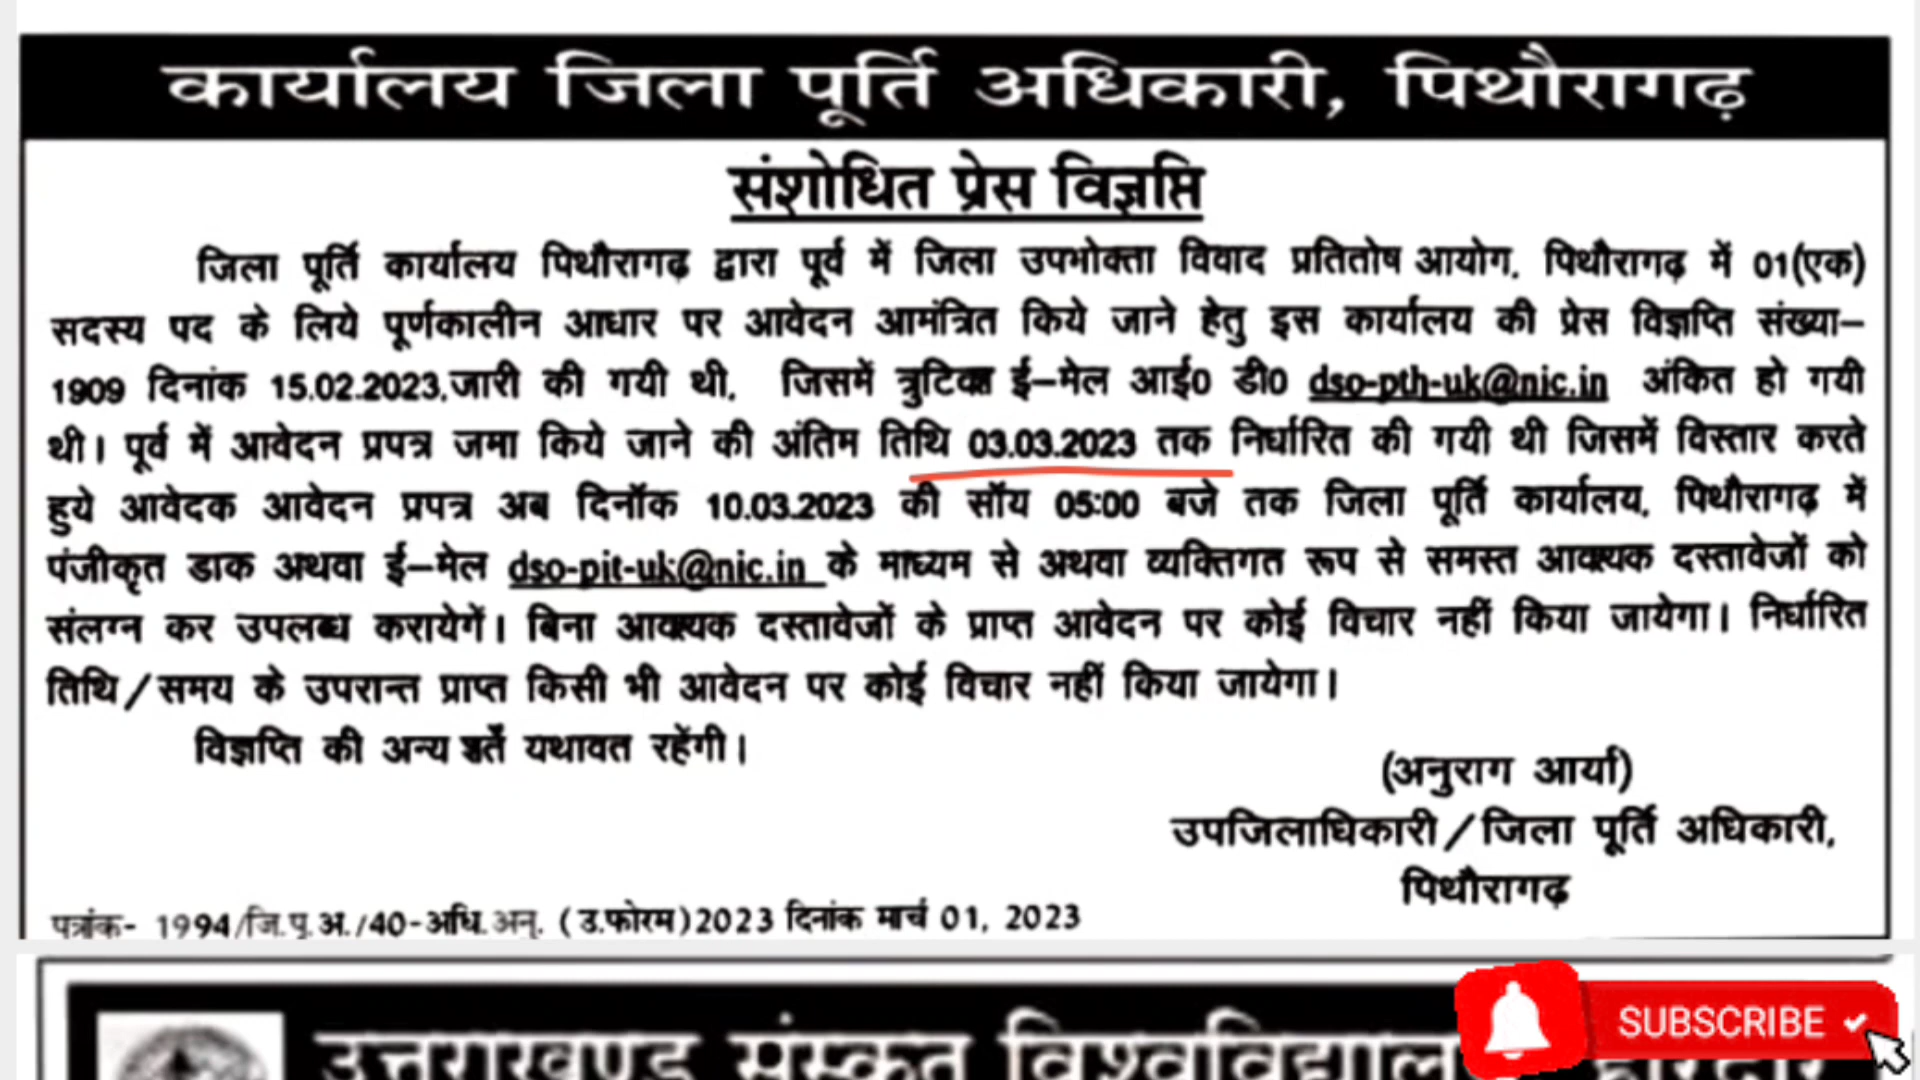 कार्यालय जिला पूर्ति अधिकारी, पिथौरागढ़
संशोधित प्रेस विज्ञप्ति
जिला पूर्ति कार्यालय पिथौरागढ़ द्वारा पूर्व में जिला उपभोक्ता विवाद प्रतितोष आयोग, पिथौरागढ़ में 01(एक)
सदस्य पद के लिये पूर्णकालीन आधार पर आवेदन आमंत्रित किये जाने हेतु इस कार्यालय की प्रेस विज्ञप्ति संख्या–
1909 दिनांक 15.02.2023,जारी की गयी थी, जिसमें ई–मेल आई0 डी0 dso-pth-uk@nic.in अंकित हो गयी
थी। पूर्व में आवेदन प्रपत्र जमा किये जाने की अंतिम तिथि 03.03.2023 तक निर्धारित की गयी थी जिसमें विस्तार करते
हुये आवेदक आवेदन प्रपत्र अब दिनॉक 10.03.2023 की सॉय 05:00 बजे तक जिला पूर्ति कार्यालय, पिथौरागढ़ में
पंजीकृत डाक अथवा ई–मेल dso-pit-uk@nic.in के माध्यम से अथवा व्यक्तिगत रूप से समस्त आवश्यक दस्तावेजों को
संलग्न कर उपलब्ध करायेगें। बिना आवश्यक दस्तावेजों के प्राप्त आवेदन पर कोई विचार नहीं किया जायेगा। निर्धारित
तिथि/समय के उपरान्त प्राप्त किसी भी आवेदन पर कोई विचार नहीं किया जायेगा।
विज्ञप्ति की अन्य शर्तें यथावत रहेंगी।
(अनुराग आर्या)
उपजिलाधिकारी/जिला पूर्ति अधिकारी,
पिथौरागढ़
पत्रांक- 1994/जि.पू.अ./40-अधि.अनु. (उ.फोरम)2023 दिनांक मार्च 01, 2023
उत्तराखण्ड संस्कृत विश्वविद्यालय
SUBSCRIBE